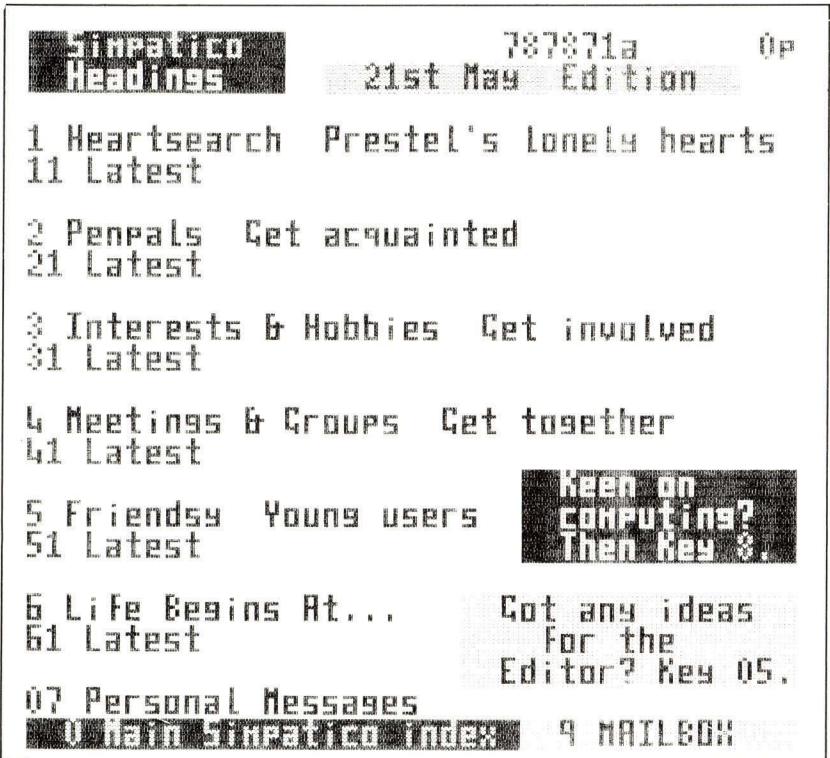 Simpatico 787871a 0p
Headings 21st May Edition
1 Heartsearch Prestel's lonely hearts
11 Latest
2 Penpals Get acquainted
21 Latest
3 Interests & Hobbies Get involved
31 Latest
4 Meetings & Groups Get together
41 Latest
Keen on
computing?
Then Key 8.
5 Friendsy Young users
51 Latest
6 Life Begins At...
61 Latest
Got any ideas
for the
Editor? Key 05.
07 Personal Messages
0 Main Simpatico index 9 MAILBOX